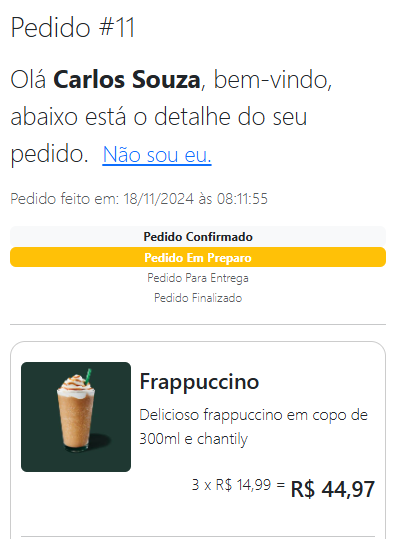 Pedido #11
Olá Carlos Souza, bem-vindo,
abaixo está o detalhe do seu
pedido. Não sou eu.
Pedido feito em: 18/11/2024 às 08:11:55
Pedido Confirmado
Pedido Em Preparo
Pedido Para Entrega
Pedido Finalizado
Frappuccino
Delicioso frappuccino em copo de
300ml e chantily
3 x R$ 14,99 = R$ 44,97